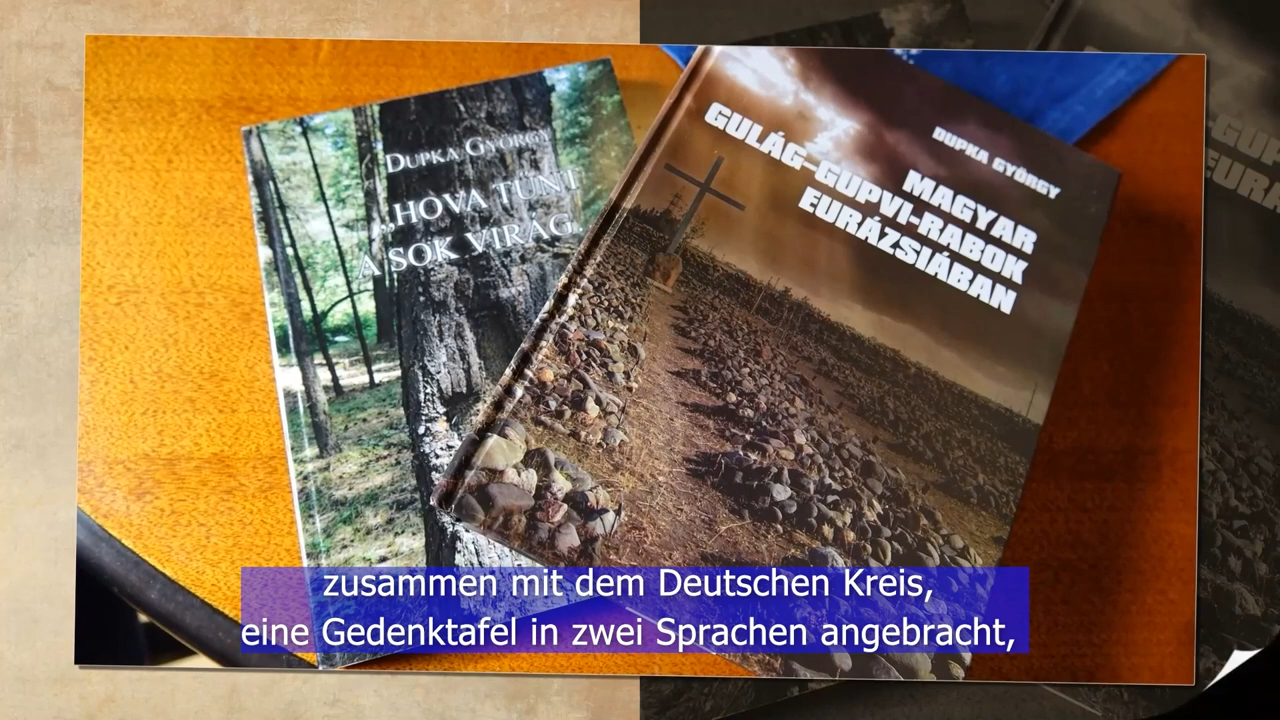 DUPKA GYÖRGY
„HOVA TŰNT
A SOK VIRÁG
DUPKA GYÖRGY
MAGYAR
GULÁG-GUPVI-RABOK
EURÁZSIÁBAN
zusammen mit dem Deutschen Kreis,
eine Gedenktafel in zwei Sprachen angebracht,